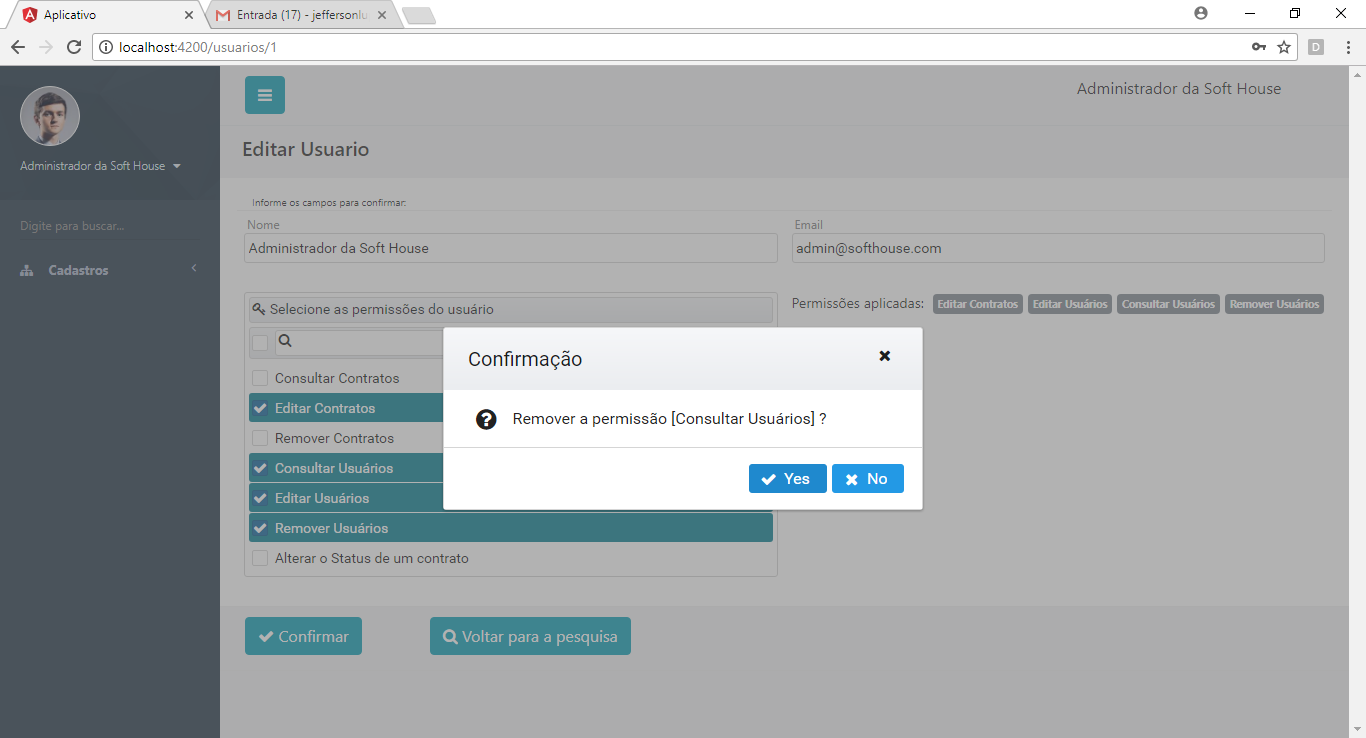 Aplicativo
Entrada (17) - jeffersonlu
localhost:4200/usuarios/1
D
Administrador da Soft House
Administrador da Soft House
Editar Usuario
Digite para buscar...
Cadastros
Informe os campos para confirmar.
Nome
Email
Administrador da Soft House
admin@softhouse.com
Selecione as permissões do usuário
Permissões aplicadas: Editar Contratos Editar Usuários Consultar Usuários Remover Usuários
Consultar Contratos
Editar Contratos
Remover Contratos
Consultar Usuários
Editar Usuários
Remover Usuários
Alterar o Status de um contrato
Confirmação
Remover a permissão [Consultar Usuários] ?
Yes
No
Confirmar
Voltar para a pesquisa